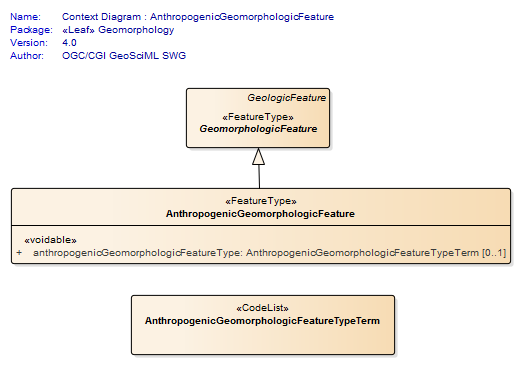 Name: Context Diagram : AnthropogenicGeomorphologicFeature
Package: «Leaf» Geomorphology
Version: 4.0
Author: OGC/CGI GeoSciML SWG
GeologicFeature
«FeatureType»
GeomorphologicFeature
«FeatureType»
AnthropogenicGeomorphologicFeature
«voidable»
+ anthropogenicGeomorphologicFeatureType: AnthropogenicGeomorphologicFeatureTypeTerm [0..1]
«CodeList»
AnthropogenicGeomorphologicFeatureTypeTerm